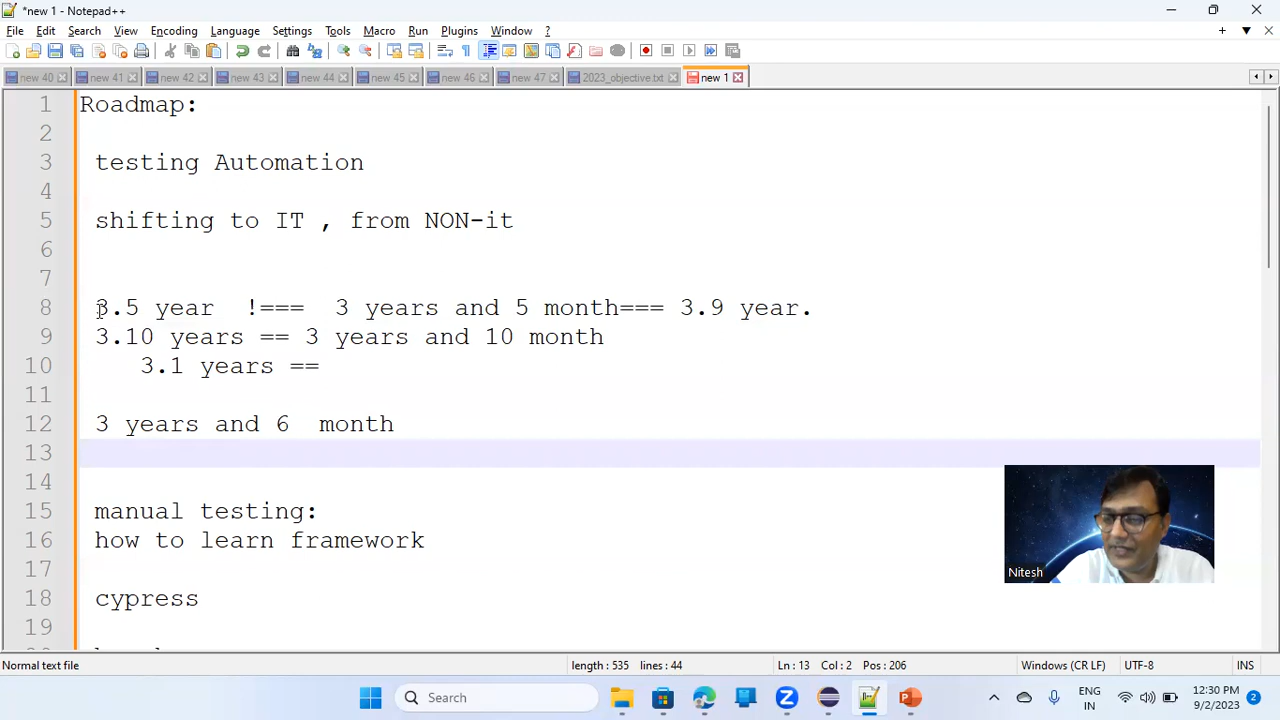 *new 1 - Notepad++
File Edit Search View Encoding Language Settings Tools Macro Run Plugins Window ?
new 40 new 41 new 42 new 43 new 44 new 45 new 46 new 47 2023_objective.txt new 1
1 Roadmap:
2
3 testing Automation
4
5 shifting to IT , from NON-it
6
7
8 3.5 year !=== 3 years and 5 month=== 3.9 year.
9 3.10 years == 3 years and 10 month
10 3.1 years ==
11
12 3 years and 6 month
13
14
15 manual testing:
16 how to learn framework
17
18 cypress
19
Nitesh
Normal text file length : 535 lines : 44 Ln : 13 Col : 2 Pos : 206 Windows (CR LF) UTF-8 INS
Search
ENG
IN
12:30 PM
9/2/2023
2